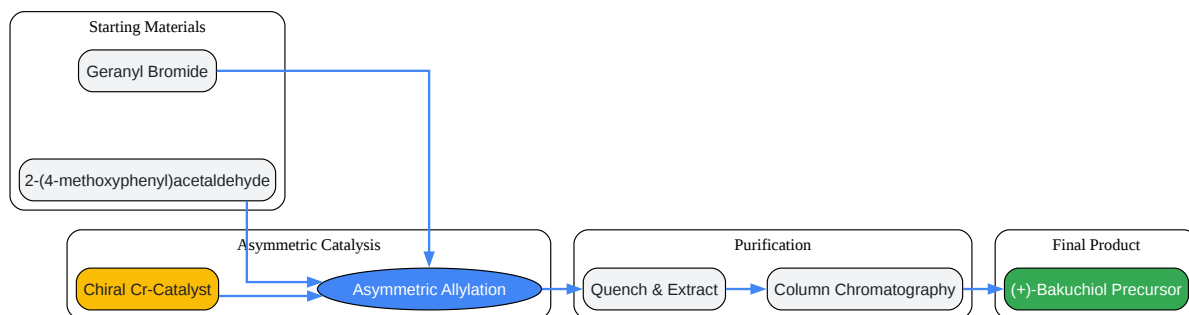 Starting Materials
Geranyl Bromide
2-(4-methoxyphenyl)acetaldehyde
Asymmetric Catalysis
Chiral Cr-Catalyst
Asymmetric Allylation
Purification
Quench & Extract
Column Chromatography
Final Product
(+)-Bakuchiol Precursor